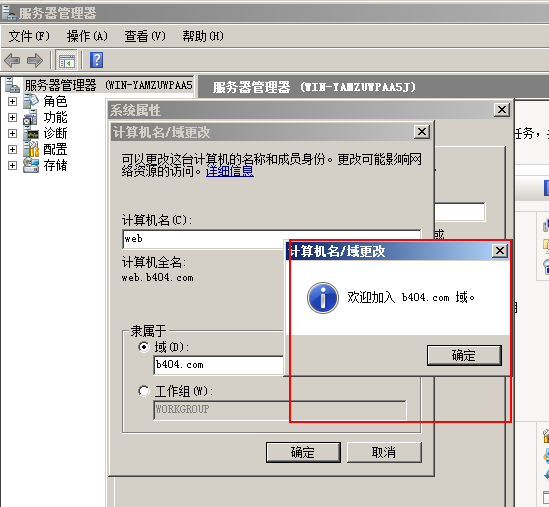 服务器管理器
文件(F) 操作(A) 查看(V) 帮助(H)
服务器管理器 (WIN-YAMZUWPAA5
角色
功能
诊断
配置
存储
服务器管理器 (WIN-YAMZUWPAA5J)
系统属性
任务，
计算机名/域更改
可以更改这台计算机的名称和成员身份。更改可能影响网
络资源的访问。详细信息
计算机名(C):
web
或
计算机全名:
web.b404.com
计算机名/域更改
欢迎加入 b404.com 域。
确定
隶属于
域(D):
b404.com
工作组(W):
WORKGROUP
确定 取消